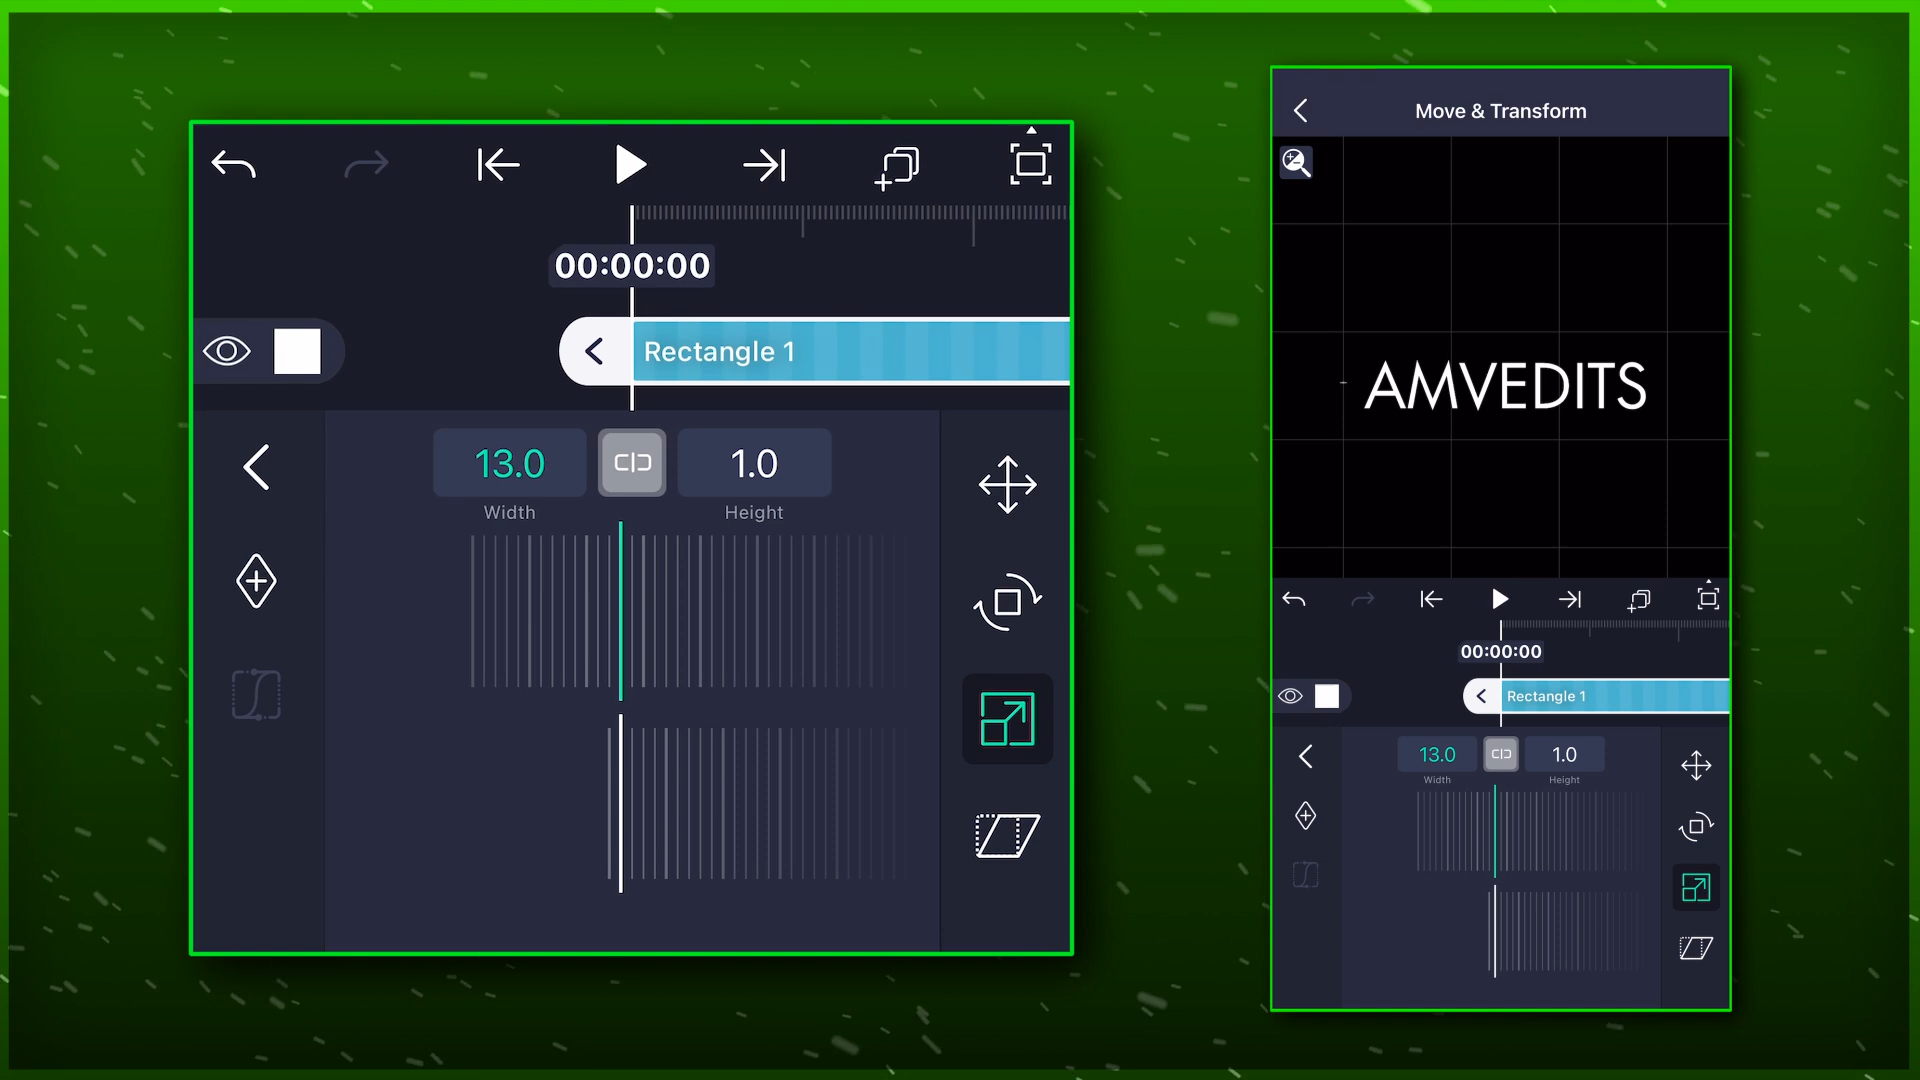 00:00:00
Rectangle 1
13.0
1.0
Width
Height
Move & Transform
AMVEDITS
00:00:00
Rectangle 1
13.0
1.0
Width
Height